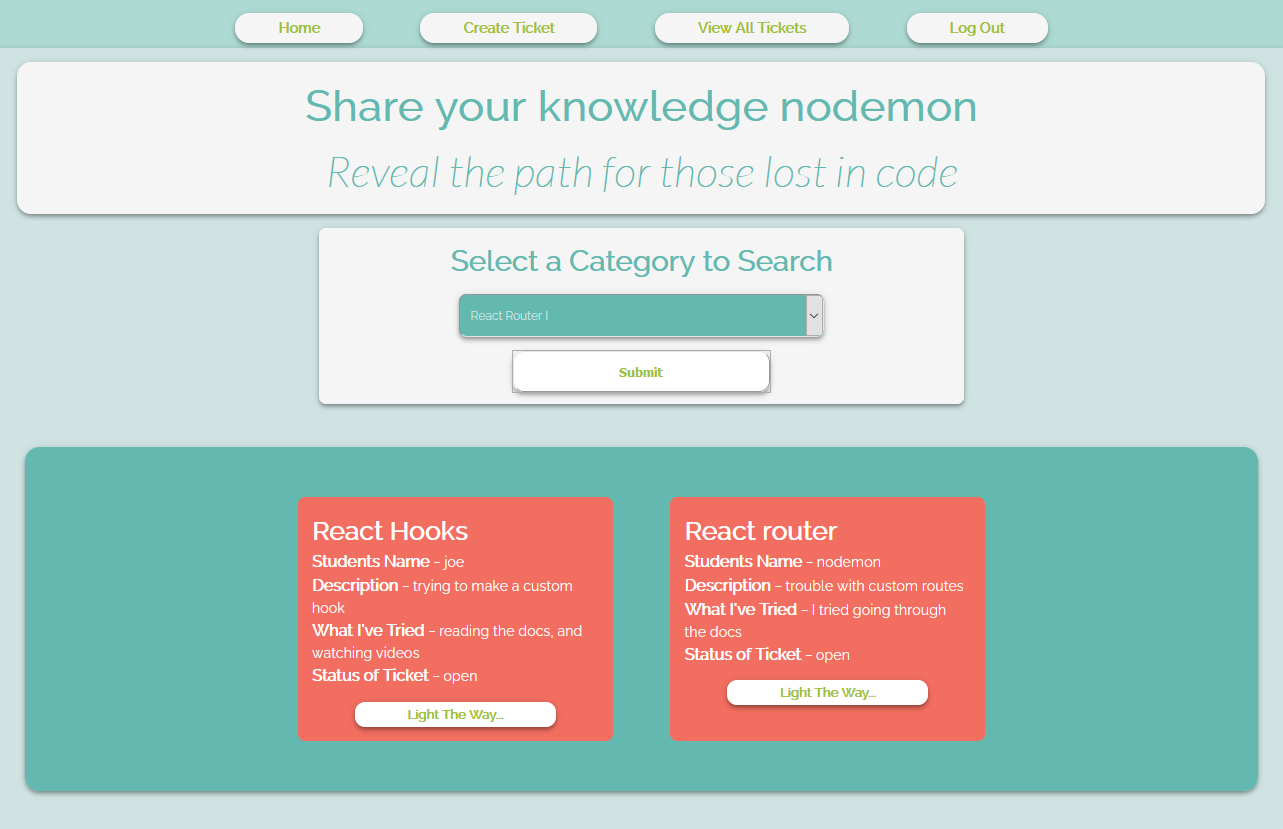 Home Create Ticket View All Tickets Log Out
Share your knowledge nodemon
Reveal the path for those lost in code
Select a Category to Search
React Router I
Submit
React Hooks
Students Name – joe
Description – trying to make a custom
hook
What I've Tried – reading the docs, and
watching videos
Status of Ticket – open
Light The Way...
React router
Students Name – nodemon
Description – trouble with custom routes
What I've Tried – I tried going through
the docs
Status of Ticket – open
Light The Way...